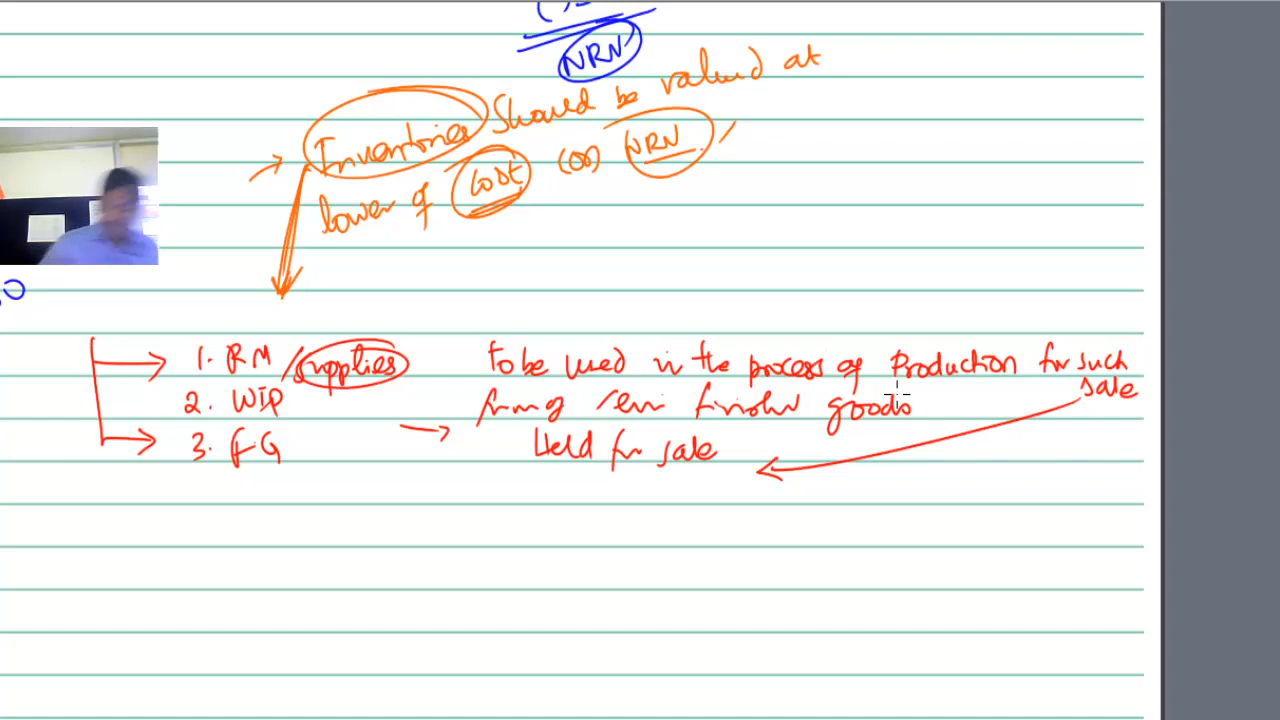 NRV
→ Inventories should be valued at
lower of cost (or) NRV
1. RM/supplies to be used in the process of Production for such sale
2. WIP form of semi finished goods
3. FG → Held for sale